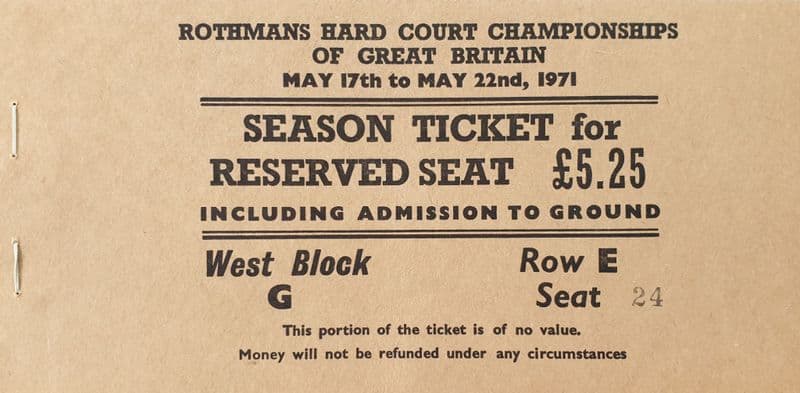 ROTHMANS HARD COURT CHAMPIONSHIPS
OF GREAT BRITAIN
MAY 17th to MAY 22nd, 1971
SEASON TICKET for
RESERVED SEAT £5.25
INCLUDING ADMISSION TO GROUND
West Block Row E
G Seat 24
This portion of the ticket is of no value.
Money will not be refunded under any circumstances